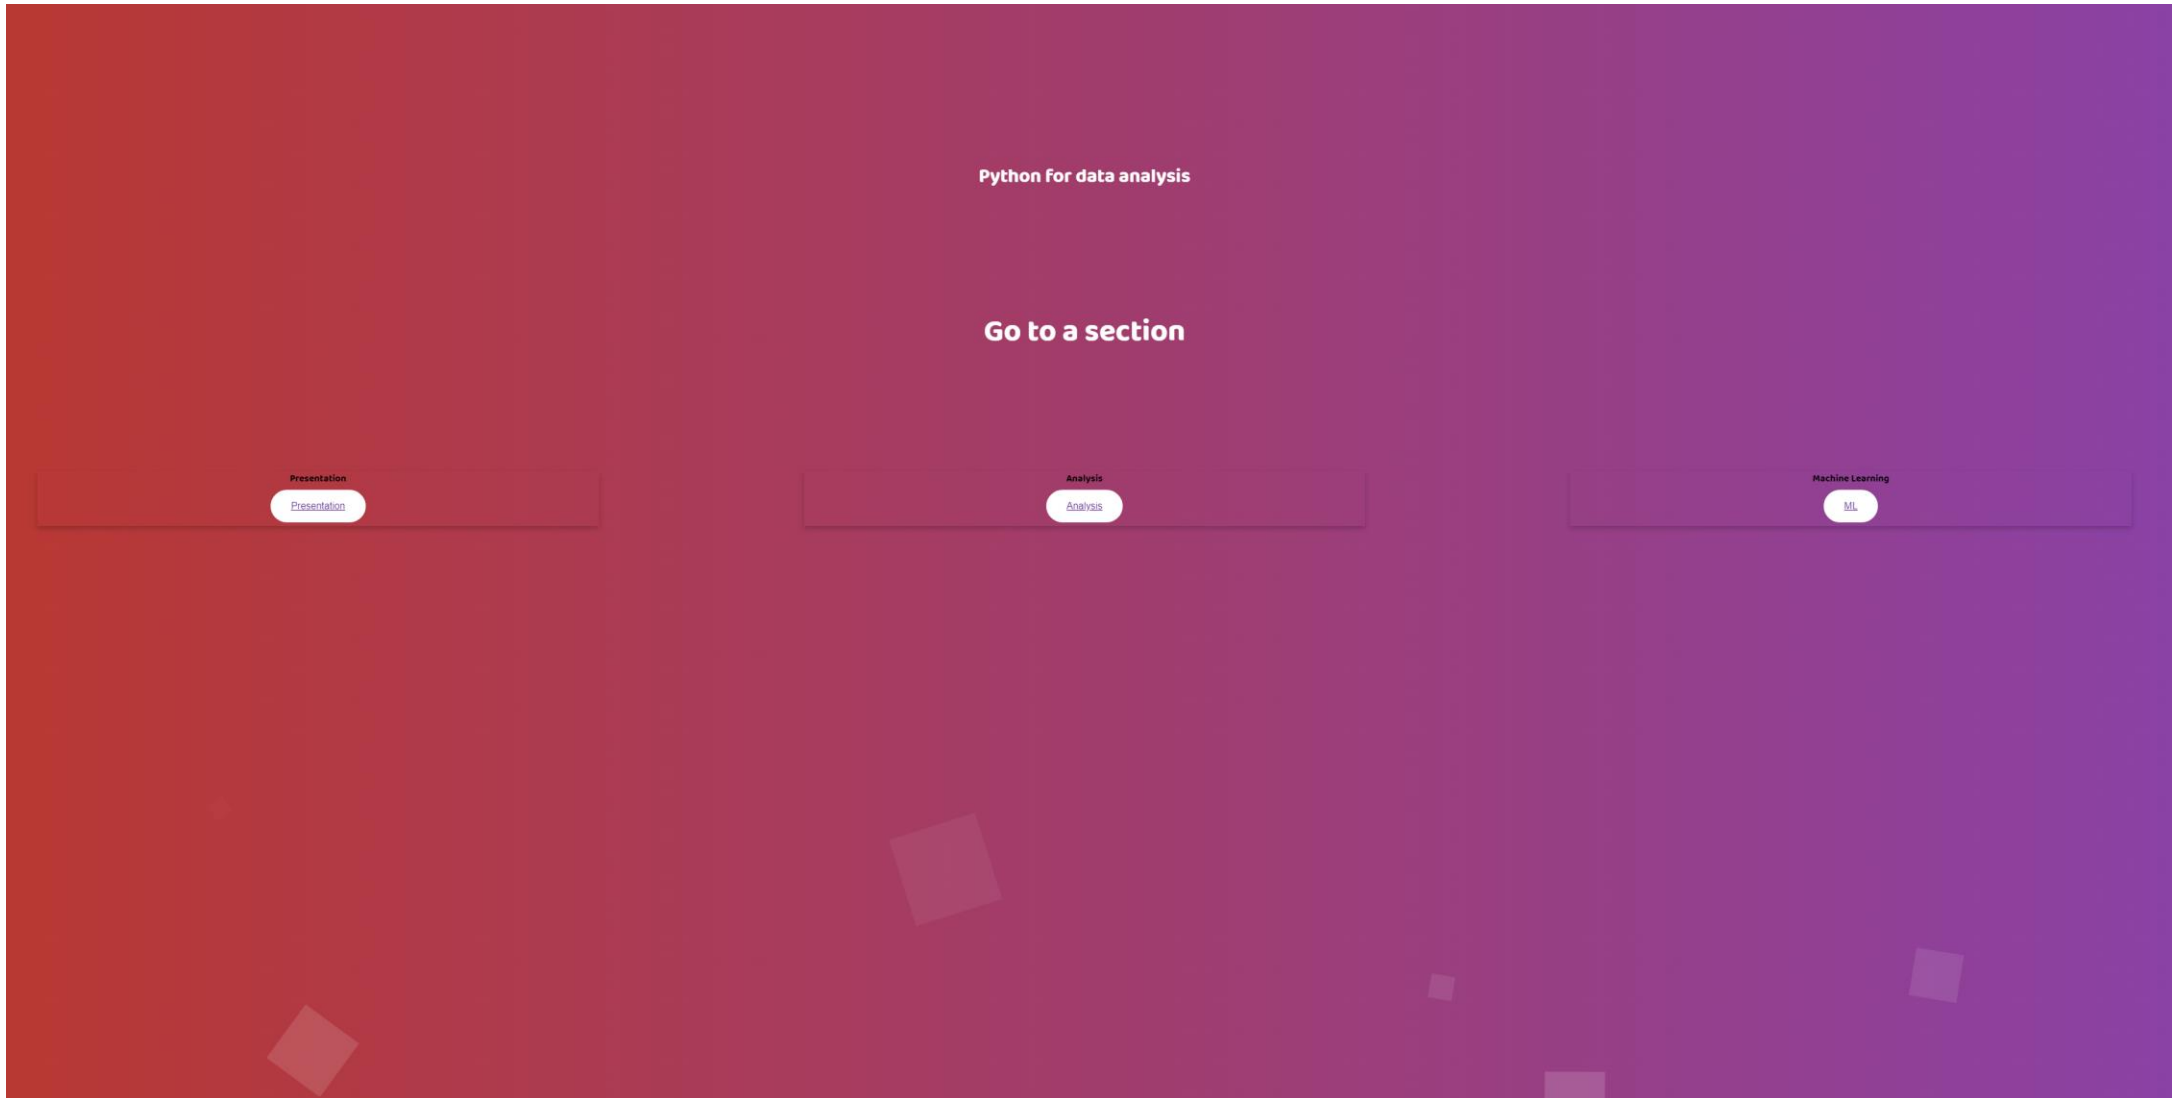 Python for data analysis
Go to a section
Presentation
Presentation
Analysis
Analysis
Machine Learning
ML